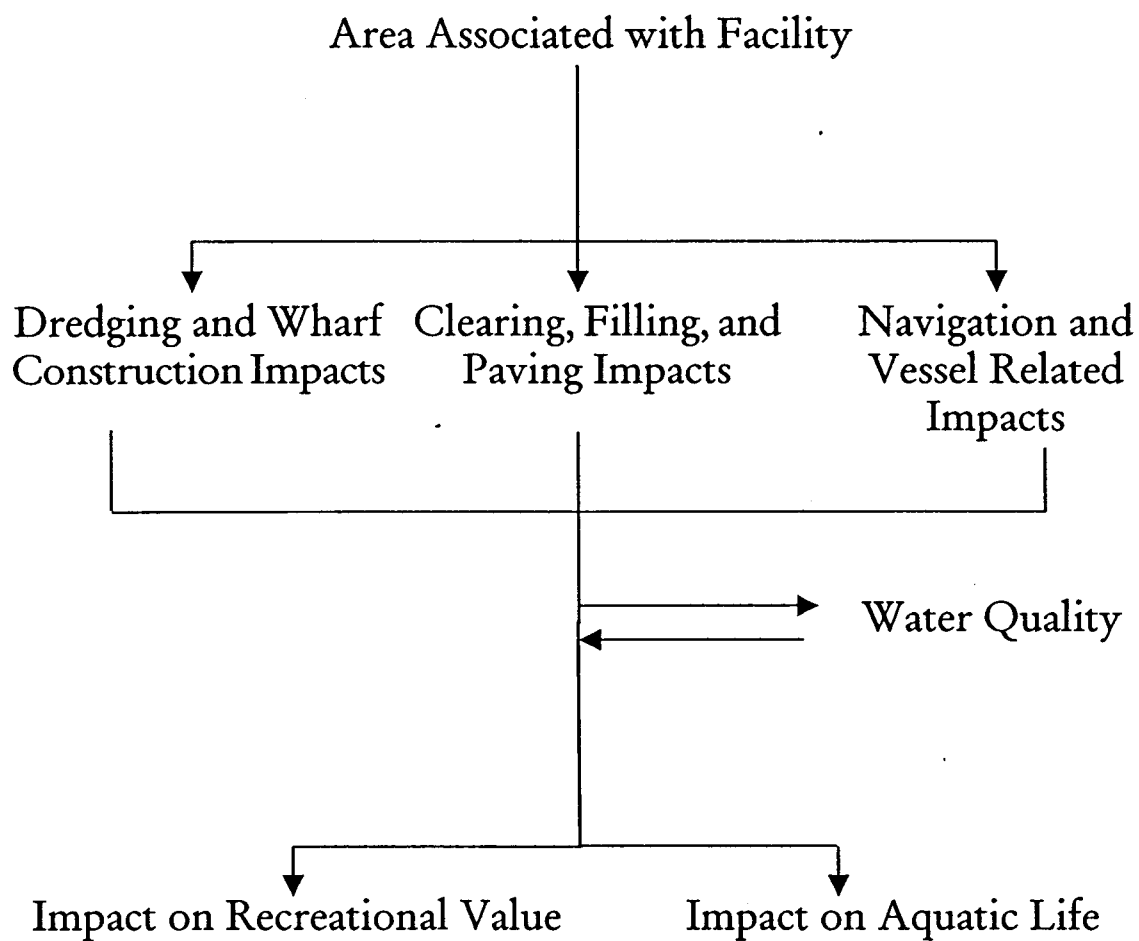 Area Associated with Facility
Dredging and Wharf
Construction Impacts
Clearing, Filling, and
Paving Impacts
Navigation and
Vessel Related
Impacts
Water Quality
Impact on Recreational Value
Impact on Aquatic Life